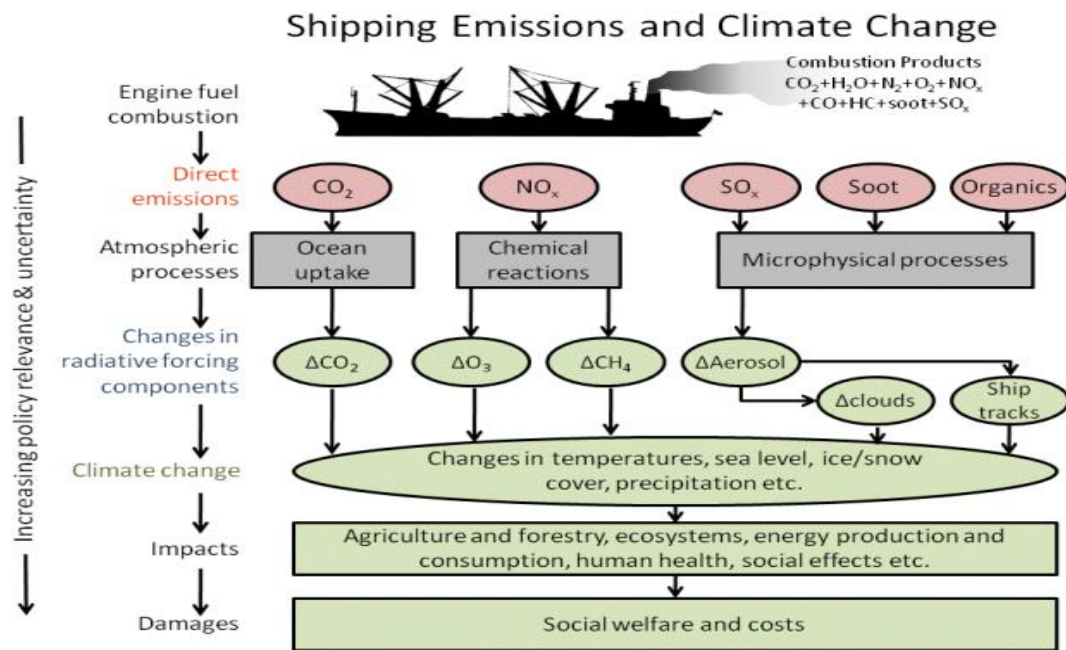 Shipping Emissions and Climate Change
Combustion Products
CO₂+H₂O+N₂+O₂+NOₓ
+CO+HC+soot+SOₓ
Engine fuel
combustion
Direct
emissions
CO₂
NOₓ
SOₓ
Soot
Organics
Atmospheric
processes
Ocean
uptake
Chemical
reactions
Microphysical processes
Changes in
radiative forcing
components
ΔCO₂
ΔO₃
ΔCH₄
ΔAerosol
Δclouds
Ship
tracks
Climate change
Changes in temperatures, sea level, ice/snow
cover, precipitation etc.
Impacts
Agriculture and forestry, ecosystems, energy production and
consumption, human health, social effects etc.
Damages
Social welfare and costs
Increasing policy relevance & uncertainty